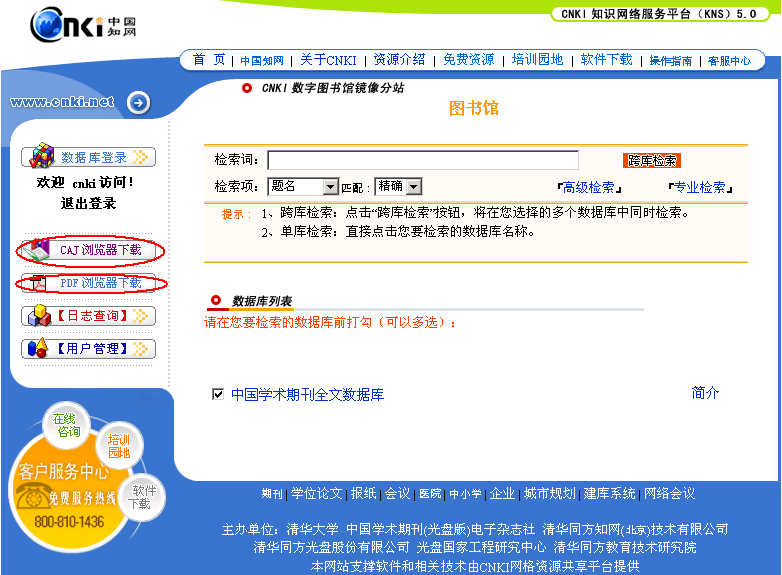 CNKI 知识网络服务平台（KNS）5.0
Cnki 中国知网
首 页 | 中国知网 | 关于CNKI | 资源介绍 | 免费资源 | 培训园地 | 软件下载 | 操作指南 | 客服中心
www.cnki.net
CNKI 数字图书馆镜像分站
图书馆
数据库登录
欢迎 cnki 访问！
退出登录
CAJ 浏览器下载
PDF 浏览器下载
【日志查询】
【用户管理】
检索词： 跨库检索
检索项： 题名 匹配： 精确 『高级检索』 『专业检索』
提示： 1、跨库检索：点击“跨库检索”按钮，将在您选择的多个数据库中同时检索。
2、单库检索：直接点击您要检索的数据库名称。
数据库列表
请在您要检索的数据库前打勾（可以多选）：
中国学术期刊全文数据库 简介
在线咨询
培训园地
软件下载
客户服务中心
免费服务热线
800-810-1436
期刊 | 学位论文 | 报纸 | 会议 | 医院 | 中小学 | 企业 | 城市规划 | 建库系统 | 网络会议
主办单位：清华大学 中国学术期刊(光盘版)电子杂志社 清华同方知网(北京)技术有限公司
清华同方光盘股份有限公司 光盘国家工程研究中心 清华同方教育技术研究院
本网站支撑软件和相关技术由CNKI网格资源共享平台提供